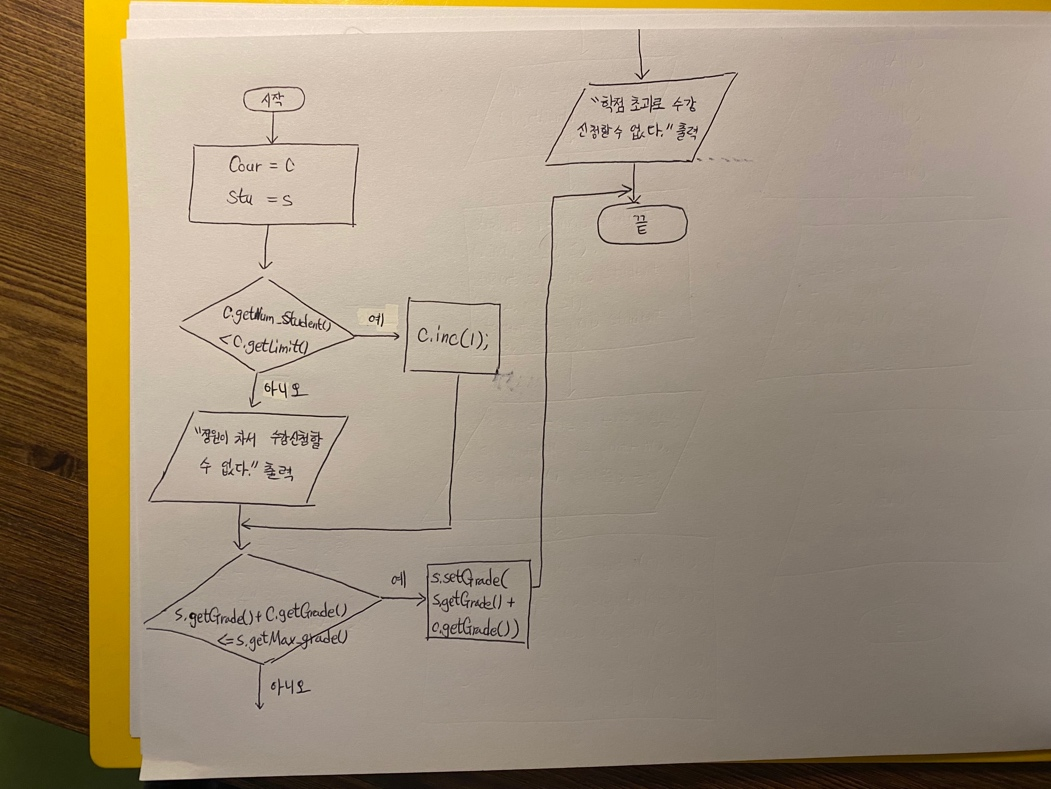 시작
Cour = C
Stu = S
C.getNum_Student()
<C.getLimit()
예
C.inc(1);
아니오
"정원이 차서 수강신청할
수 없다." 출력
S.getGrade()+C.getGrade()
<=S.getMax_grade()
예
S.setGrade(
S.getGrade() +
C.getGrade())
아니오
"학점 초과로 수강
신청할 수 없다." 출력
끝